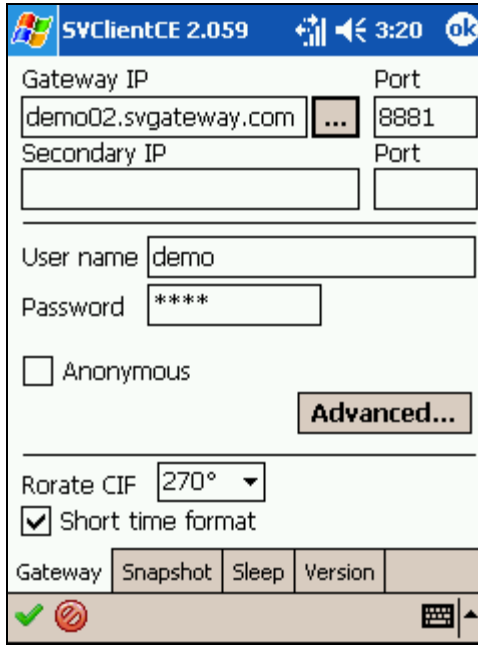 SVClientCE 2.059 3:20 ok
Gateway IP Port
demo02.svgateway.com ... 8881
Secondary IP Port
User name demo
Password ****
Anonymous
Advanced...
Rorate CIF 270°
Short time format
Gateway Snapshot Sleep Version